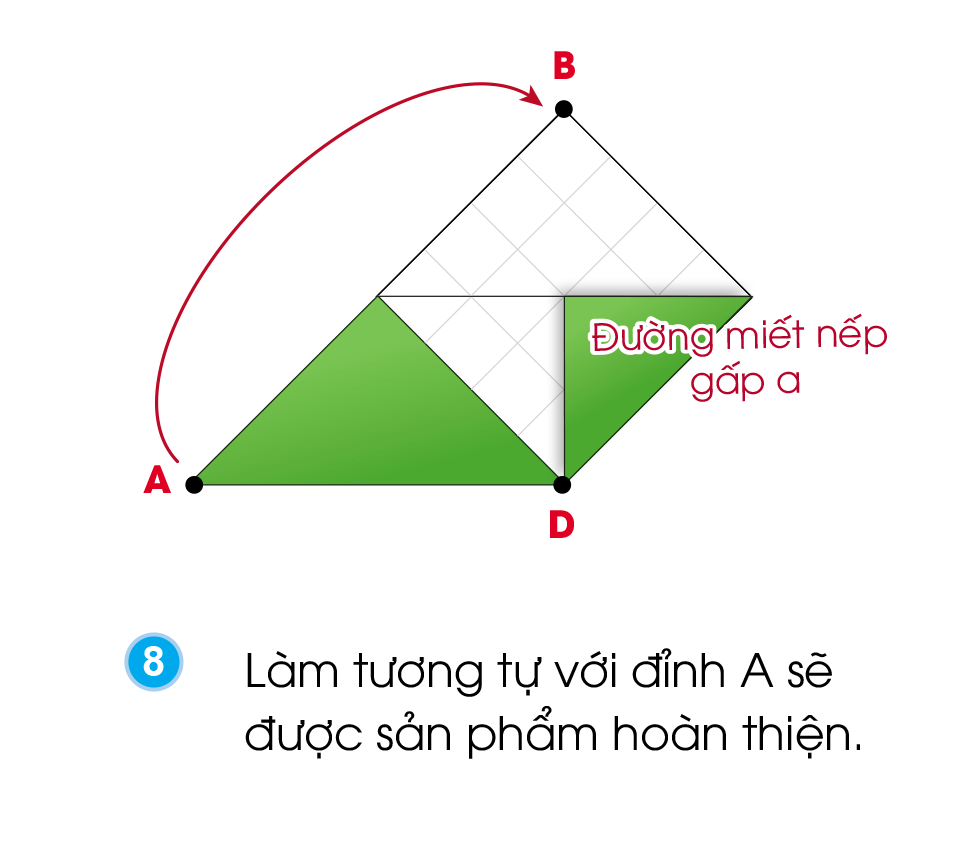 B
Đường miết nếp
gấp a
A
D
8
Làm tương tự với đỉnh A sẽ
được sản phẩm hoàn thiện.